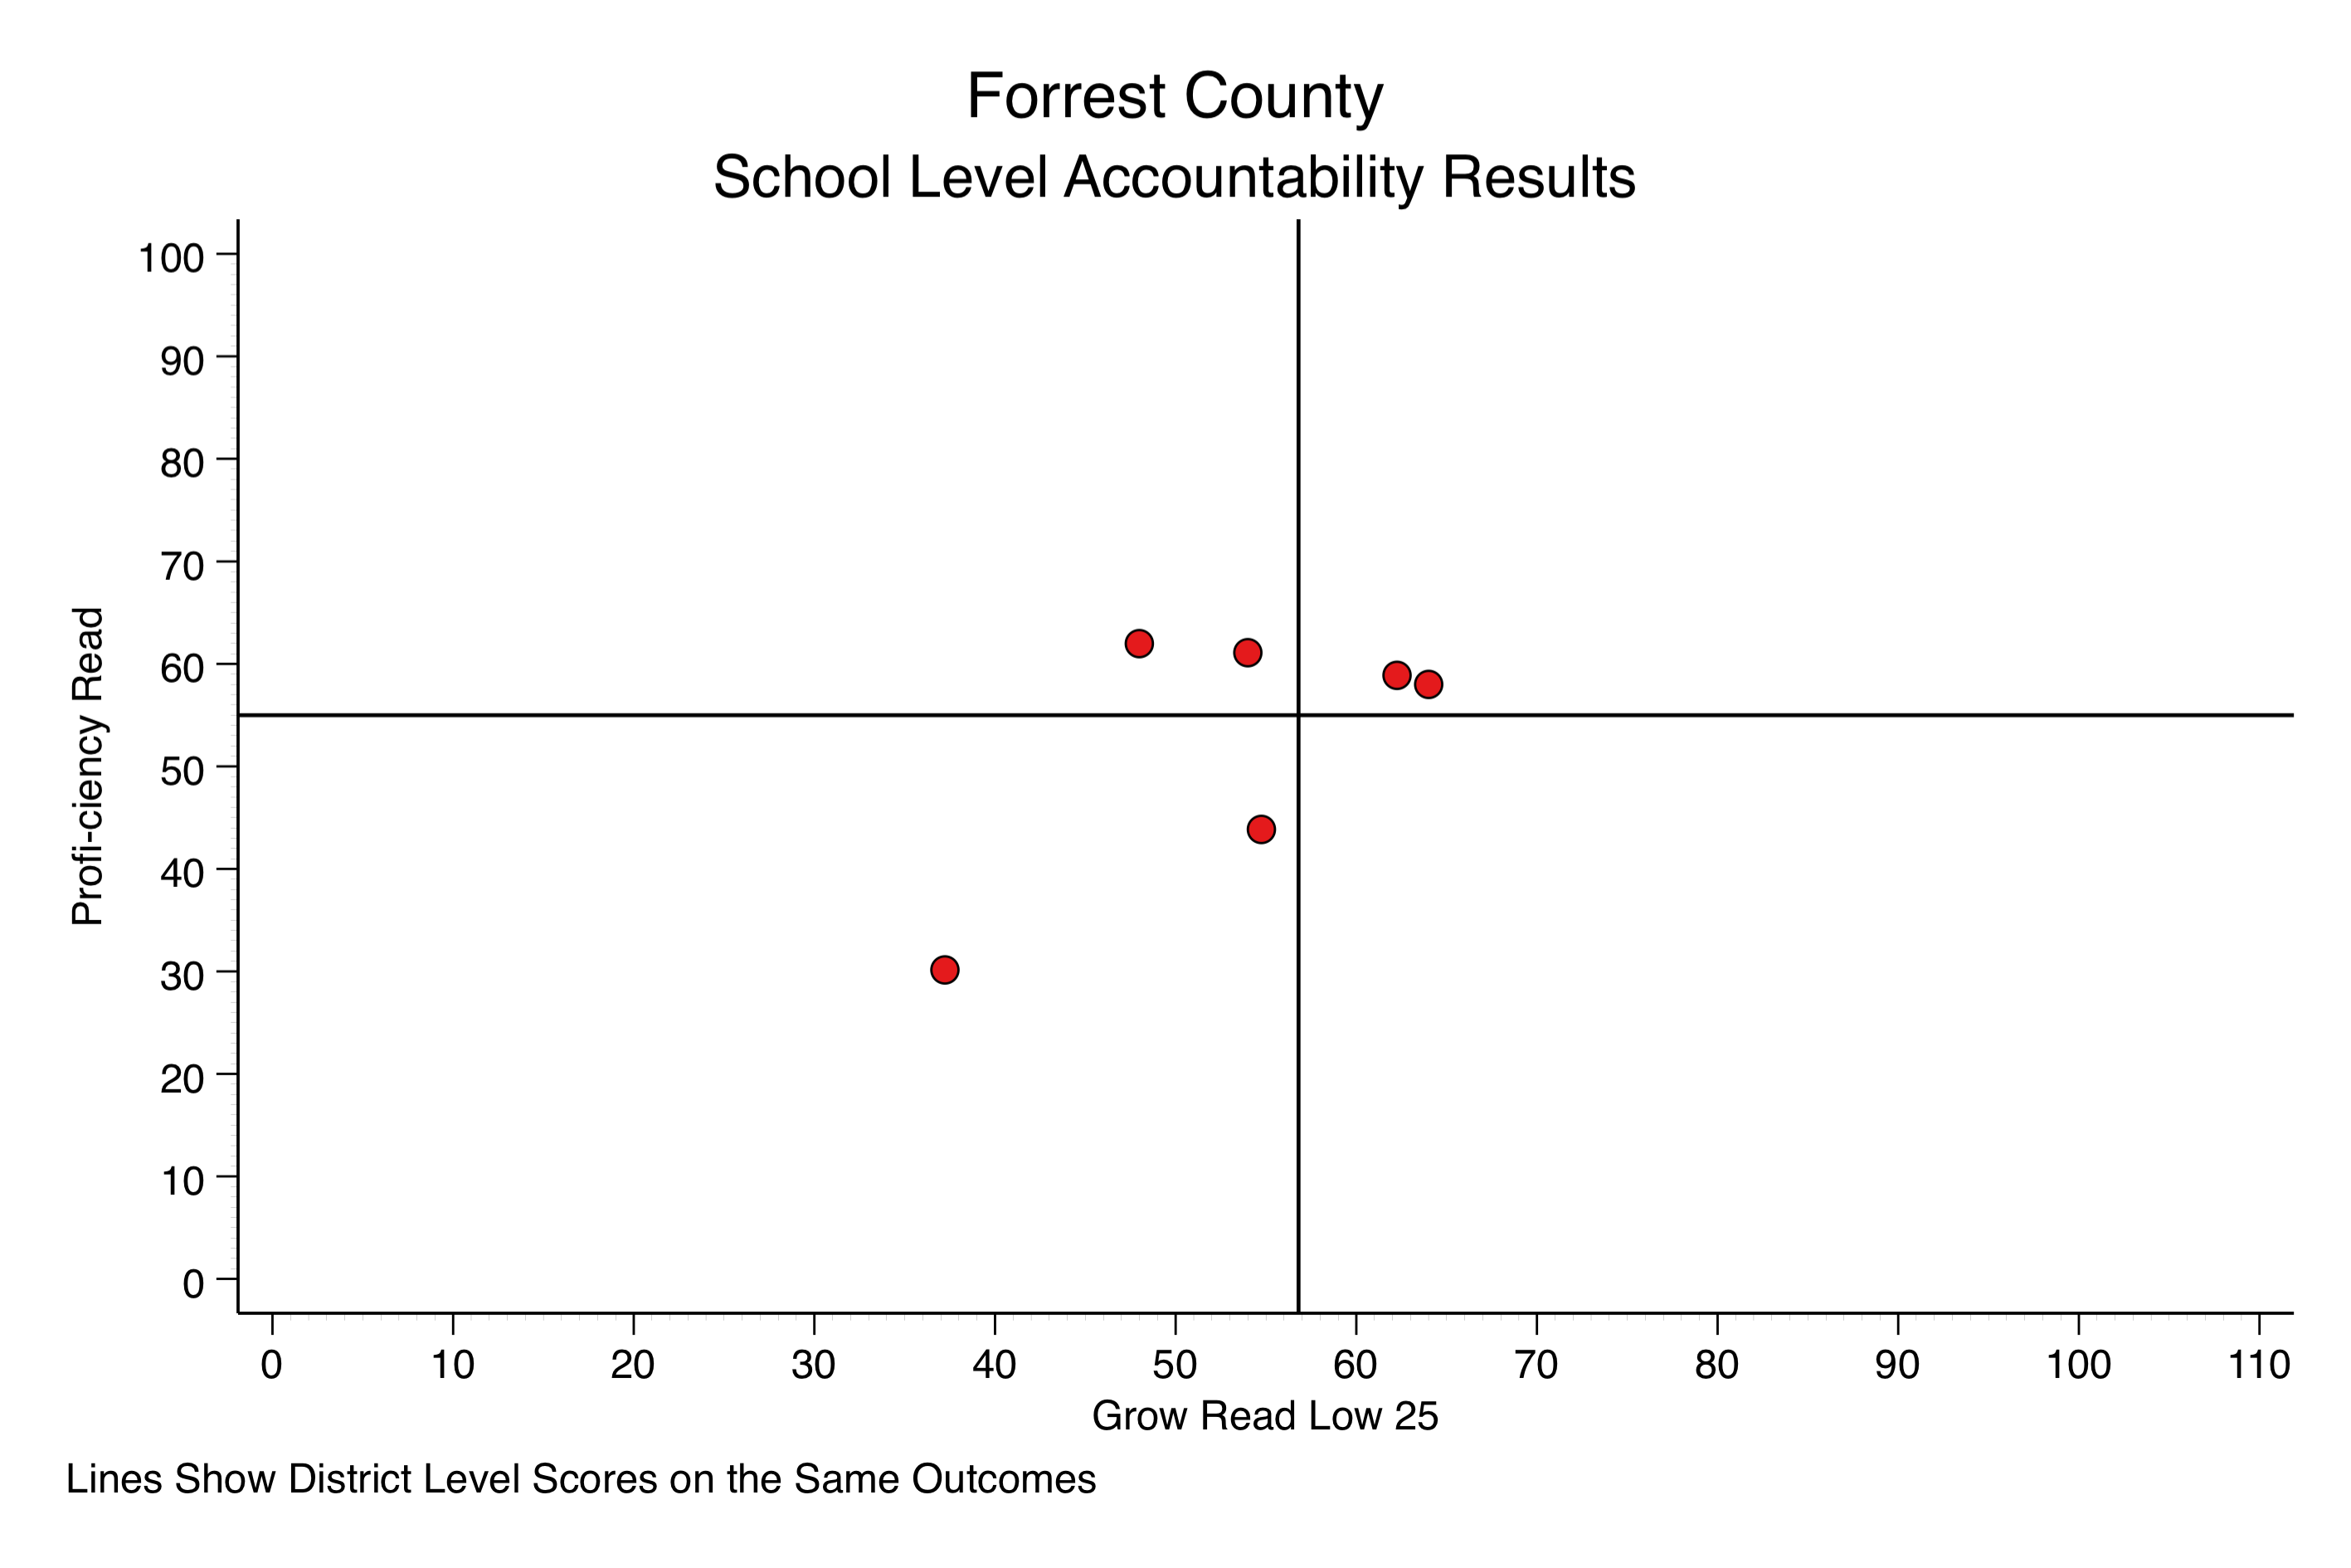 Forrest County
School Level Accountability Results
100
90
80
70
60
50
40
30
20
10
0
Profi-ciency Read
0 10 20 30 40 50 60 70 80 90 100 110
Grow Read Low 25
Lines Show District Level Scores on the Same Outcomes